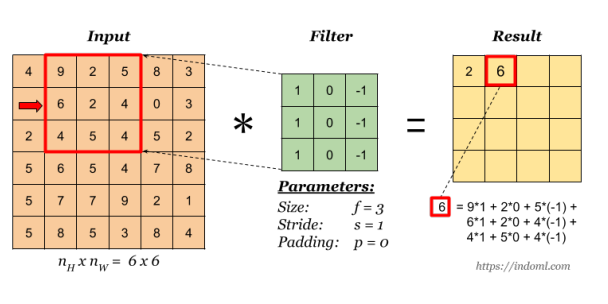 Input Filter Result
4 9 2 5 8 3
6 2 4 0 3
2 4 5 4 5 2
5 6 5 4 7 8
5 7 7 9 2 1
5 8 5 3 8 4
n_H x n_W = 6 x 6
*
1 0 -1
1 0 -1
1 0 -1
Parameters:
Size: f = 3
Stride: s = 1
Padding: p = 0
=
2 6
6 = 9*1 + 2*0 + 5*(-1) +
6*1 + 2*0 + 4*(-1) +
4*1 + 5*0 + 4*(-1)
https://indoml.com